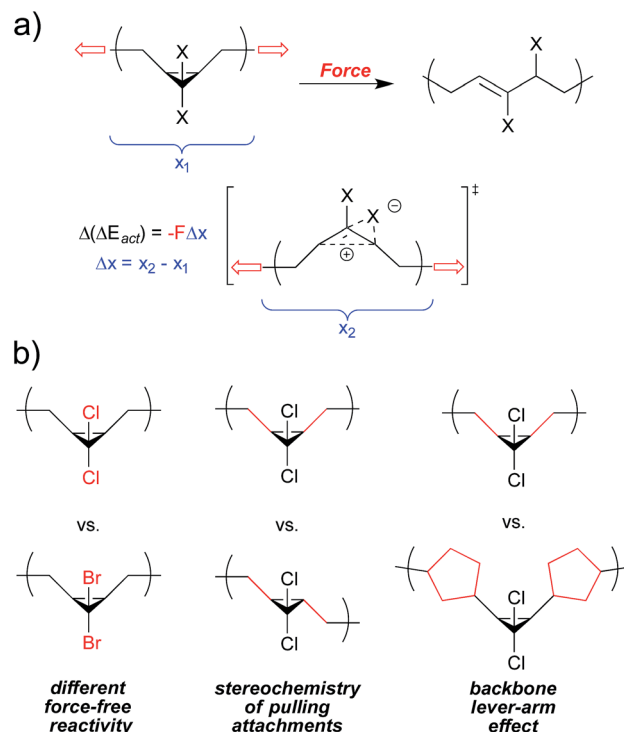 a)
X
X
Force
X
X
x1
Δ(ΔEact) = -FΔx
Δx = x2 - x1
X
X
⊖
⊕
‡
x2
b)
Cl
Cl
Cl
Cl
Cl
Cl
vs.
vs.
vs.
Br
Br
Cl
Cl
Cl
Cl
different
force-free
reactivity
stereochemistry
of pulling
attachments
backbone
lever-arm
effect